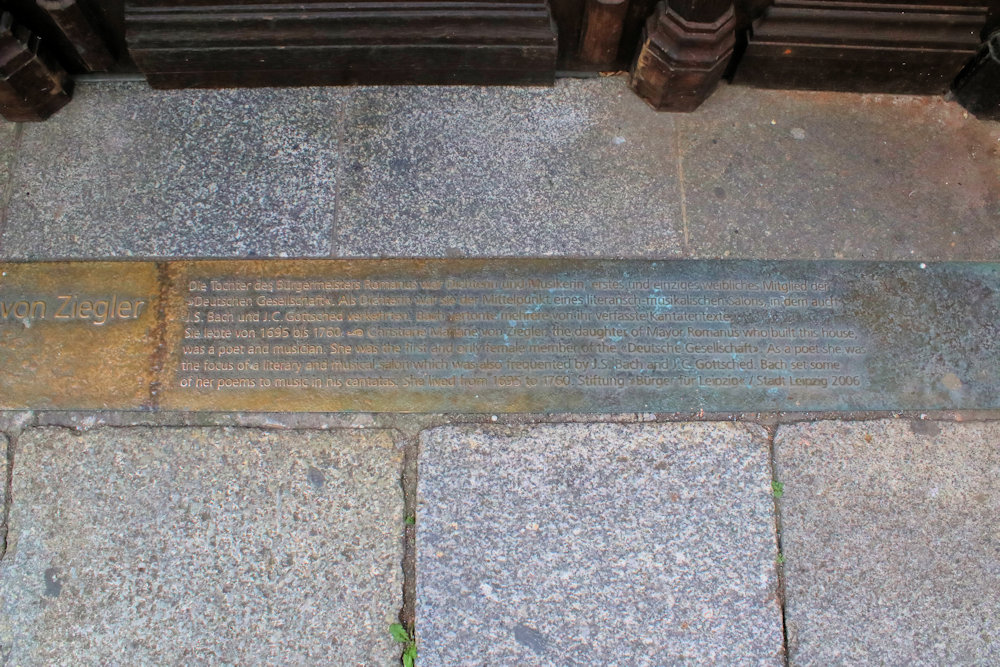 von Ziegler
Die Tochter des Bürgermeisters Romanus war Dichterin und Musikerin, erstes und einziges weibliches Mitglied der
»Deutschen Gesellschaft«. Als Dichterin war sie der Mittelpunkt eines literarisch-musikalischen Salons, in dem auch
J.S. Bach und J.C. Gottsched verkehrten. Bach vertonte mehrere von ihr verfasste Kantatentexte.
Sie lebte von 1695 bis 1760. Christiane Mariane von Ziegler, the daughter of Mayor Romanus who built this house,
was a poet and musician. She was the first and only female member of the »Deutsche Gesellschaft«. As a poet she was
the focus of a literary and musical salon which was also frequented by J.S. Bach and J.C. Gottsched. Bach set some
of her poems to music in his cantatas. She lived from 1695 to 1760. Stiftung »Bürger für Leipzig« / Stadt Leipzig 2006